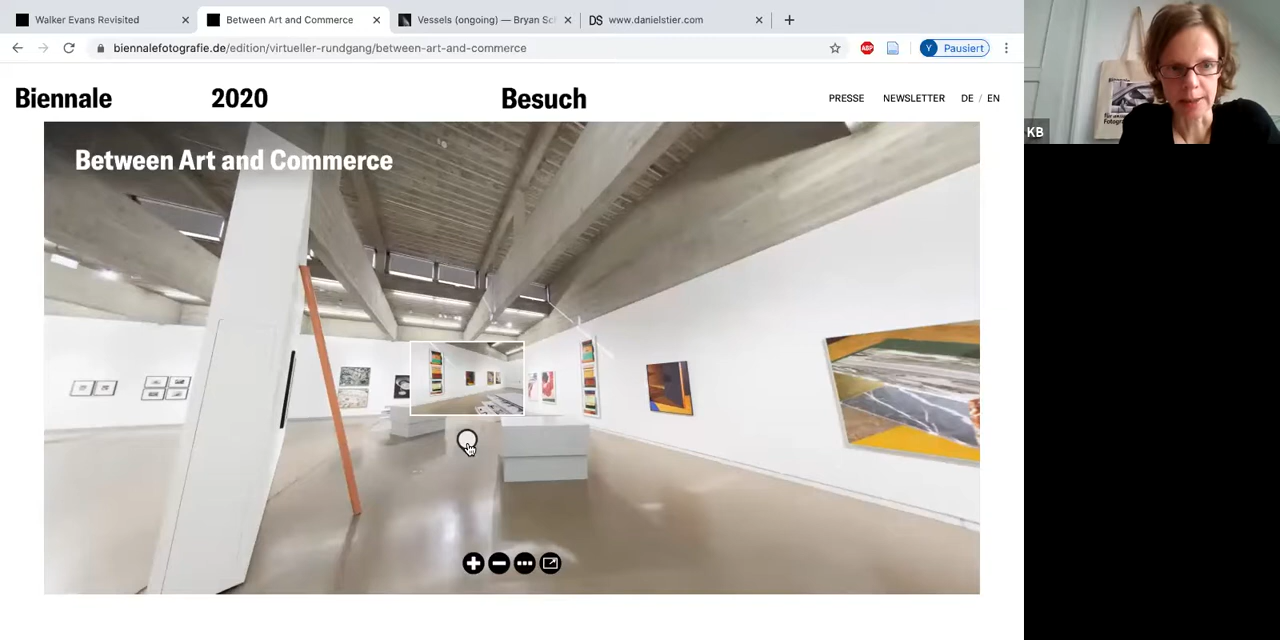 Walker Evans Revisited
Between Art and Commerce
Vessels (ongoing) — Bryan Sc
DS www.danielstier.com
biennalefotografie.de/edition/virtueller-rundgang/between-art-and-commerce
ABP
Y Pausiert
Biennale 2020 Besuch PRESSE NEWSLETTER DE / EN
Between Art and Commerce
KB